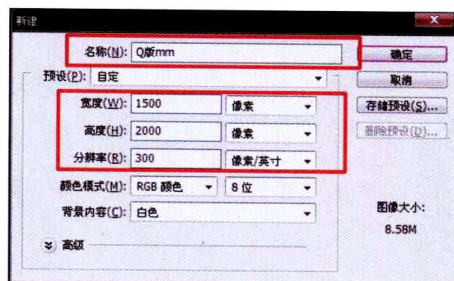 新建
名称(N): Q版mm
确定
预设(P): 自定
取消
宽度(W): 1500 像素
存储预设(S)...
高度(H): 2000 像素
删除预设(D)...
分辨率(R): 300 像素/英寸
颜色模式(M): RGB 颜色 8 位
背景内容(C): 白色
图像大小:
8.58M
高级